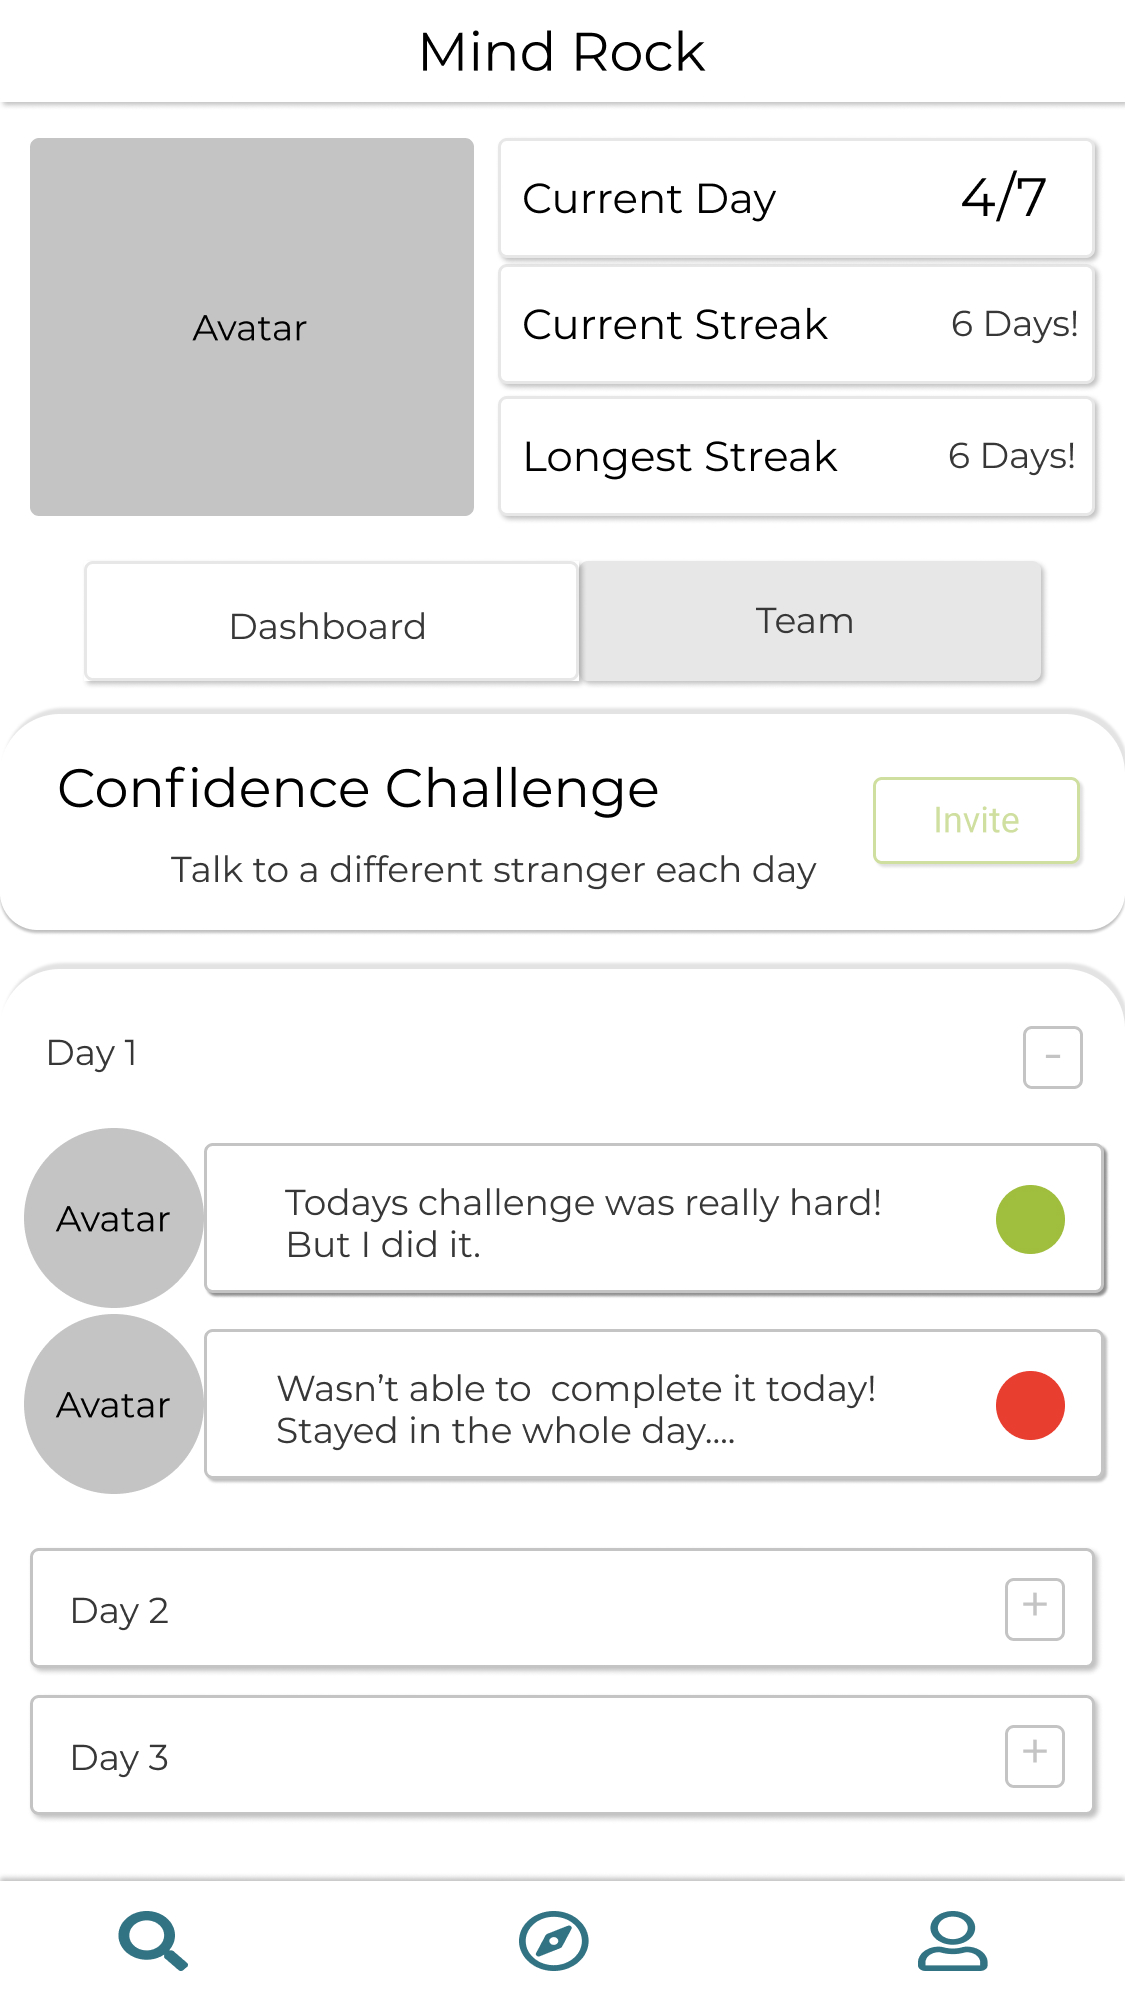 Mind Rock
Avatar
Current Day 4/7
Current Streak 6 Days!
Longest Streak 6 Days!
Dashboard
Team
Confidence Challenge
Talk to a different stranger each day
Invite
Day 1
-
Avatar
Todays challenge was really hard!
But I did it.
Avatar
Wasn’t able to  complete it today!
Stayed in the whole day....
Day 2
+
Day 3
+